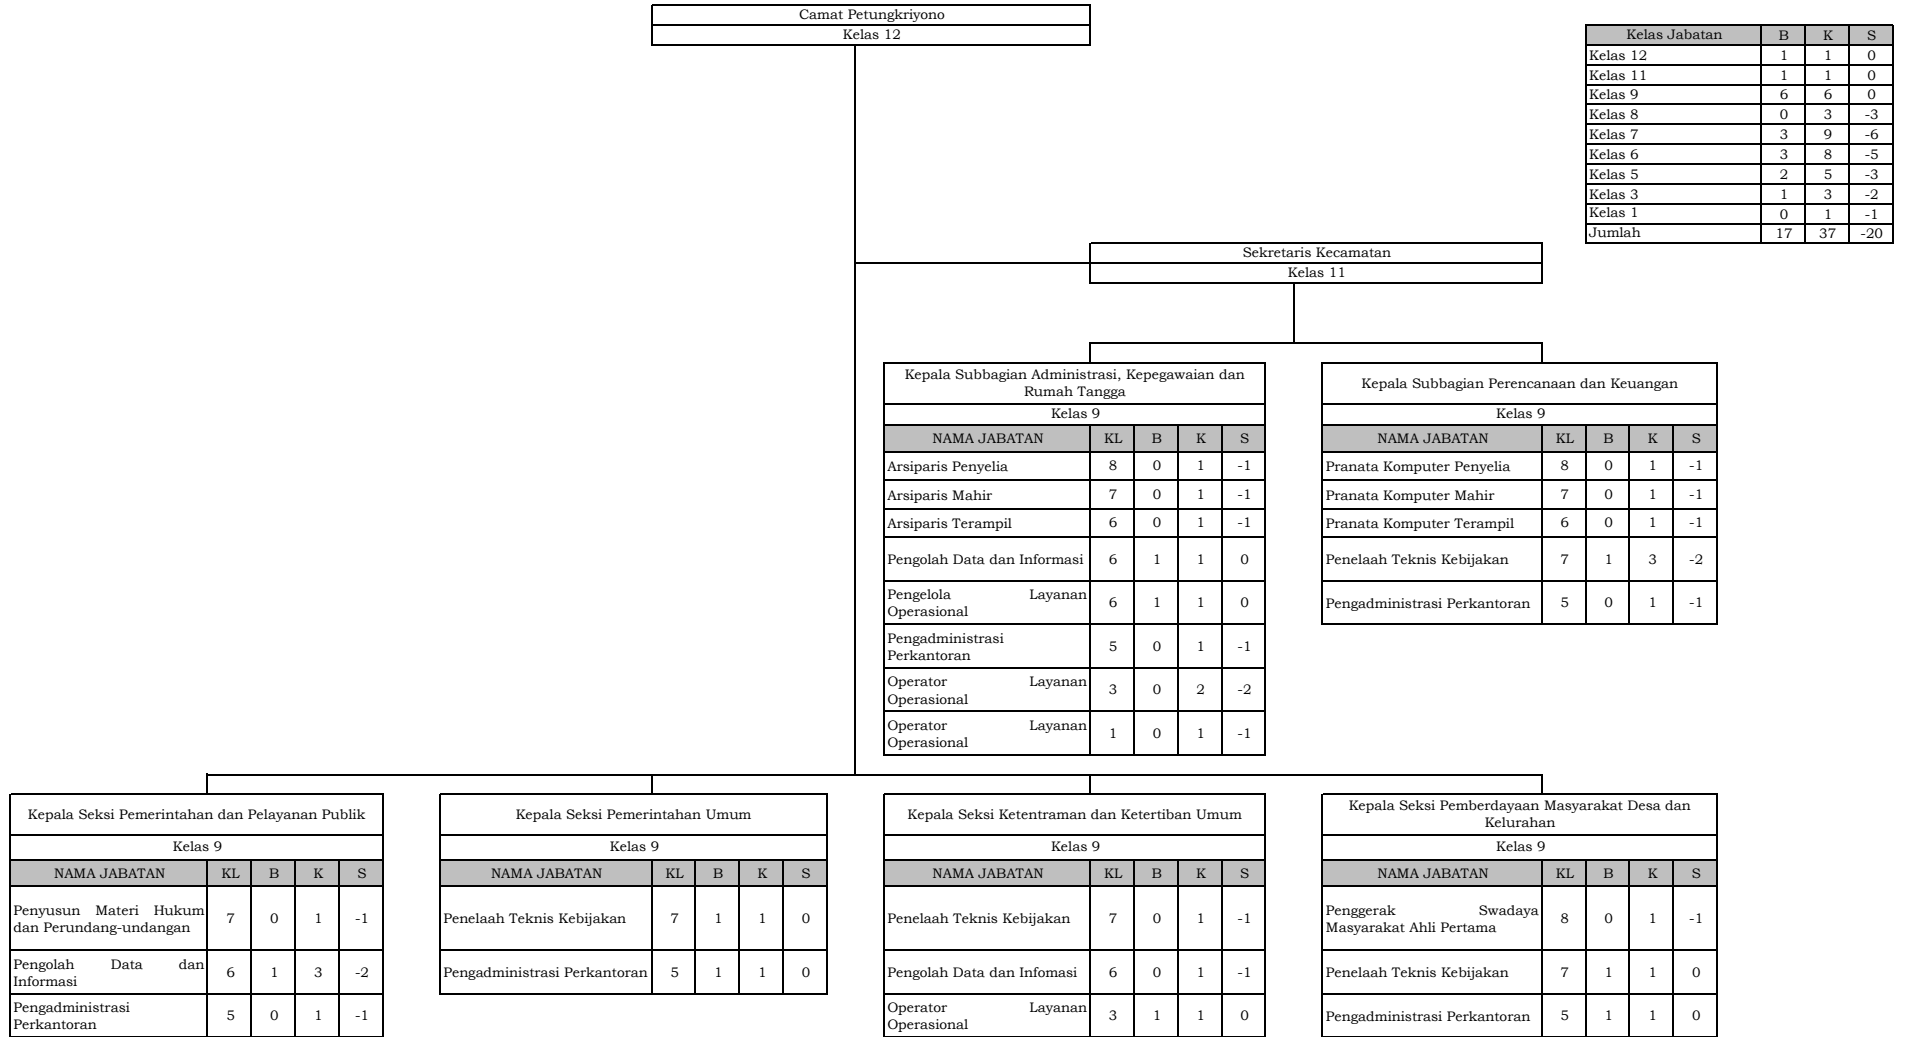 Camat Petungkriyono
Kelas 12
Kelas Jabatan B K S
Kelas 12 1 1 0
Kelas 11 1 1 0
Kelas 9 6 6 0
Kelas 8 0 3 -3
Kelas 7 3 9 -6
Kelas 6 3 8 -5
Kelas 5 2 5 -3
Kelas 3 1 3 -2
Kelas 1 0 1 -1
Jumlah 17 37 -20
Sekretaris Kecamatan
Kelas 11
Kepala Subbagian Administrasi, Kepegawaian dan
Rumah Tangga
Kelas 9
NAMA JABATAN KL B K S
Arsiparis Penyelia 8 0 1 -1
Arsiparis Mahir 7 0 1 -1
Arsiparis Terampil 6 0 1 -1
Pengolah Data dan Informasi 6 1 1 0
Pengelola Layanan
Operasional 6 1 1 0
Pengadministrasi
Perkantoran 5 0 1 -1
Operator Layanan
Operasional 3 0 2 -2
Operator Layanan
Operasional 1 0 1 -1
Kepala Subbagian Perencanaan dan Keuangan
Kelas 9
NAMA JABATAN KL B K S
Pranata Komputer Penyelia 8 0 1 -1
Pranata Komputer Mahir 7 0 1 -1
Pranata Komputer Terampil 6 0 1 -1
Penelaah Teknis Kebijakan 7 1 3 -2
Pengadministrasi Perkantoran 5 0 1 -1
Kepala Seksi Pemerintahan dan Pelayanan Publik
Kelas 9
NAMA JABATAN KL B K S
Penyusun Materi Hukum
dan Perundang-undangan 7 0 1 -1
Pengolah Data dan
Informasi 6 1 3 -2
Pengadministrasi
Perkantoran 5 0 1 -1
Kepala Seksi Pemerintahan Umum
Kelas 9
NAMA JABATAN KL B K S
Penelaah Teknis Kebijakan 7 1 1 0
Pengadministrasi Perkantoran 5 1 1 0
Kepala Seksi Ketentraman dan Ketertiban Umum
Kelas 9
NAMA JABATAN KL B K S
Penelaah Teknis Kebijakan 7 0 1 -1
Pengolah Data dan Infomasi 6 0 1 -1
Operator Layanan
Operasional 3 1 1 0
Kepala Seksi Pemberdayaan Masyarakat Desa dan
Kelurahan
Kelas 9
NAMA JABATAN KL B K S
Penggerak Swadaya
Masyarakat Ahli Pertama 8 0 1 -1
Penelaah Teknis Kebijakan 7 1 1 0
Pengadministrasi Perkantoran 5 1 1 0